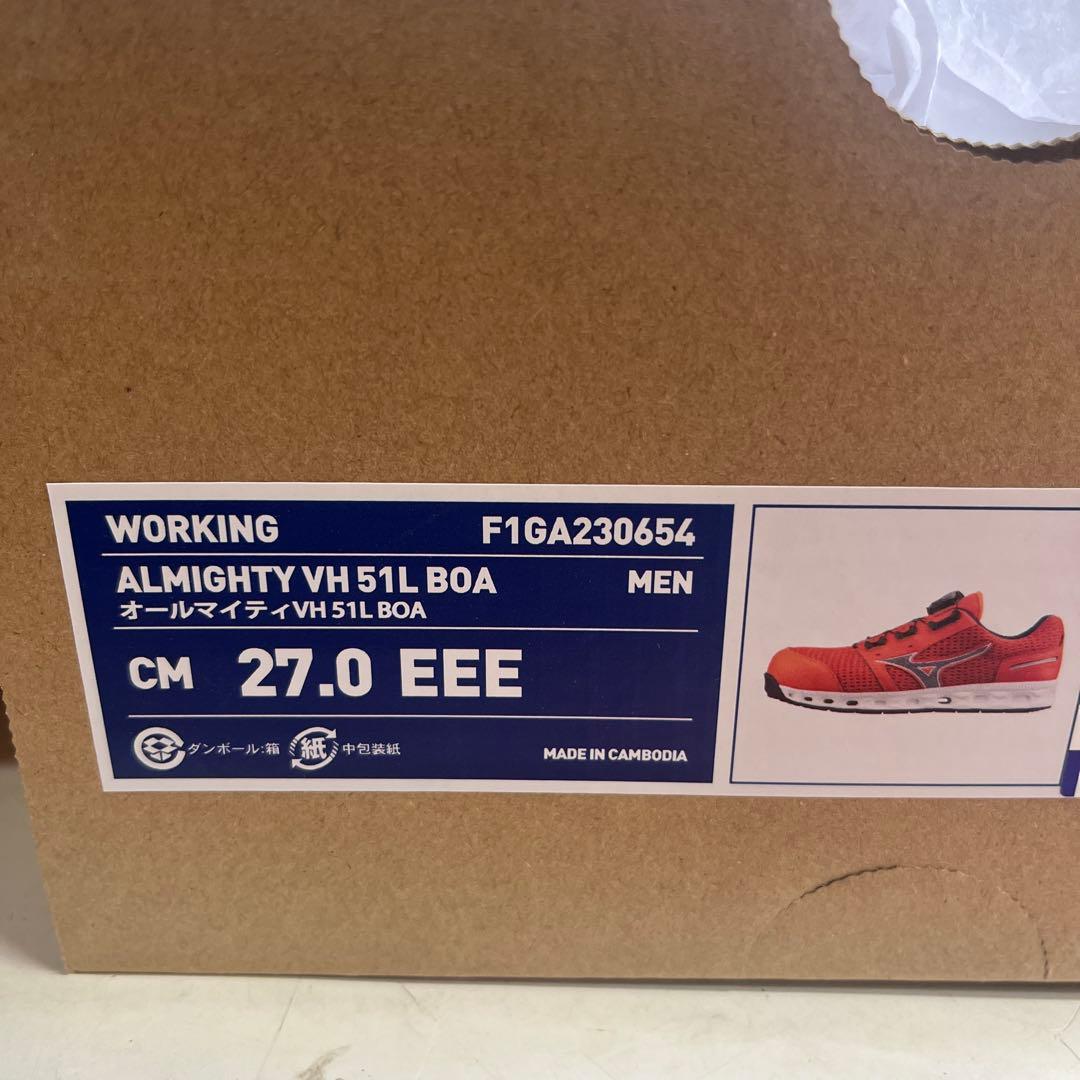 WORKING F1GA230654
ALMIGHTY VH 51L BOA MEN
オールマイティVH 51L BOA
CM 27.0 EEE
ダンボール:箱 紙 中包装紙 MADE IN CAMBODIA